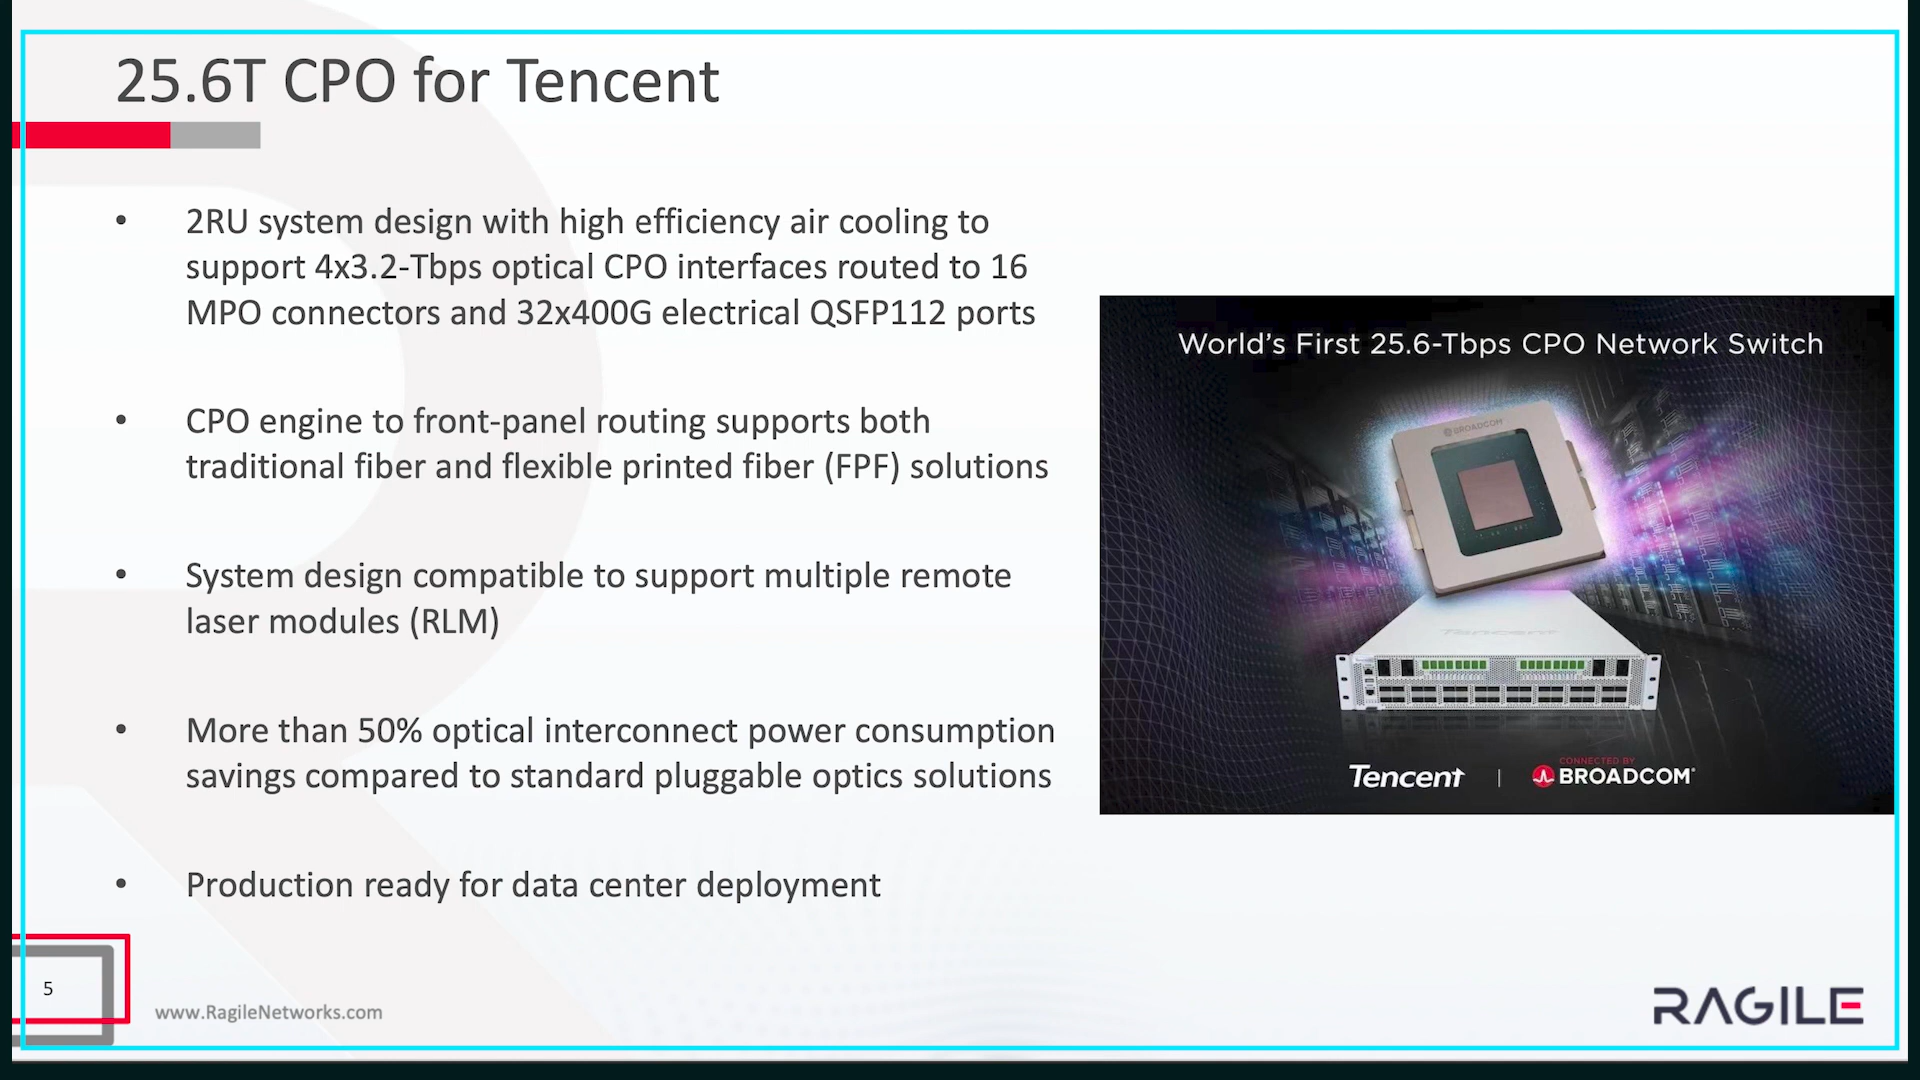 25.6T CPO for Tencent
• 2RU system design with high efficiency air cooling to
support 4x3.2-Tbps optical CPO interfaces routed to 16
MPO connectors and 32x400G electrical QSFP112 ports
• CPO engine to front-panel routing supports both
traditional fiber and flexible printed fiber (FPF) solutions
• System design compatible to support multiple remote
laser modules (RLM)
• More than 50% optical interconnect power consumption
savings compared to standard pluggable optics solutions
• Production ready for data center deployment
World's First 25.6-Tbps CPO Network Switch
BROADCOM
Tencent
Tencent | CONNECTED BY
BROADCOM®
5
www.RagileNetworks.com
RAGILE